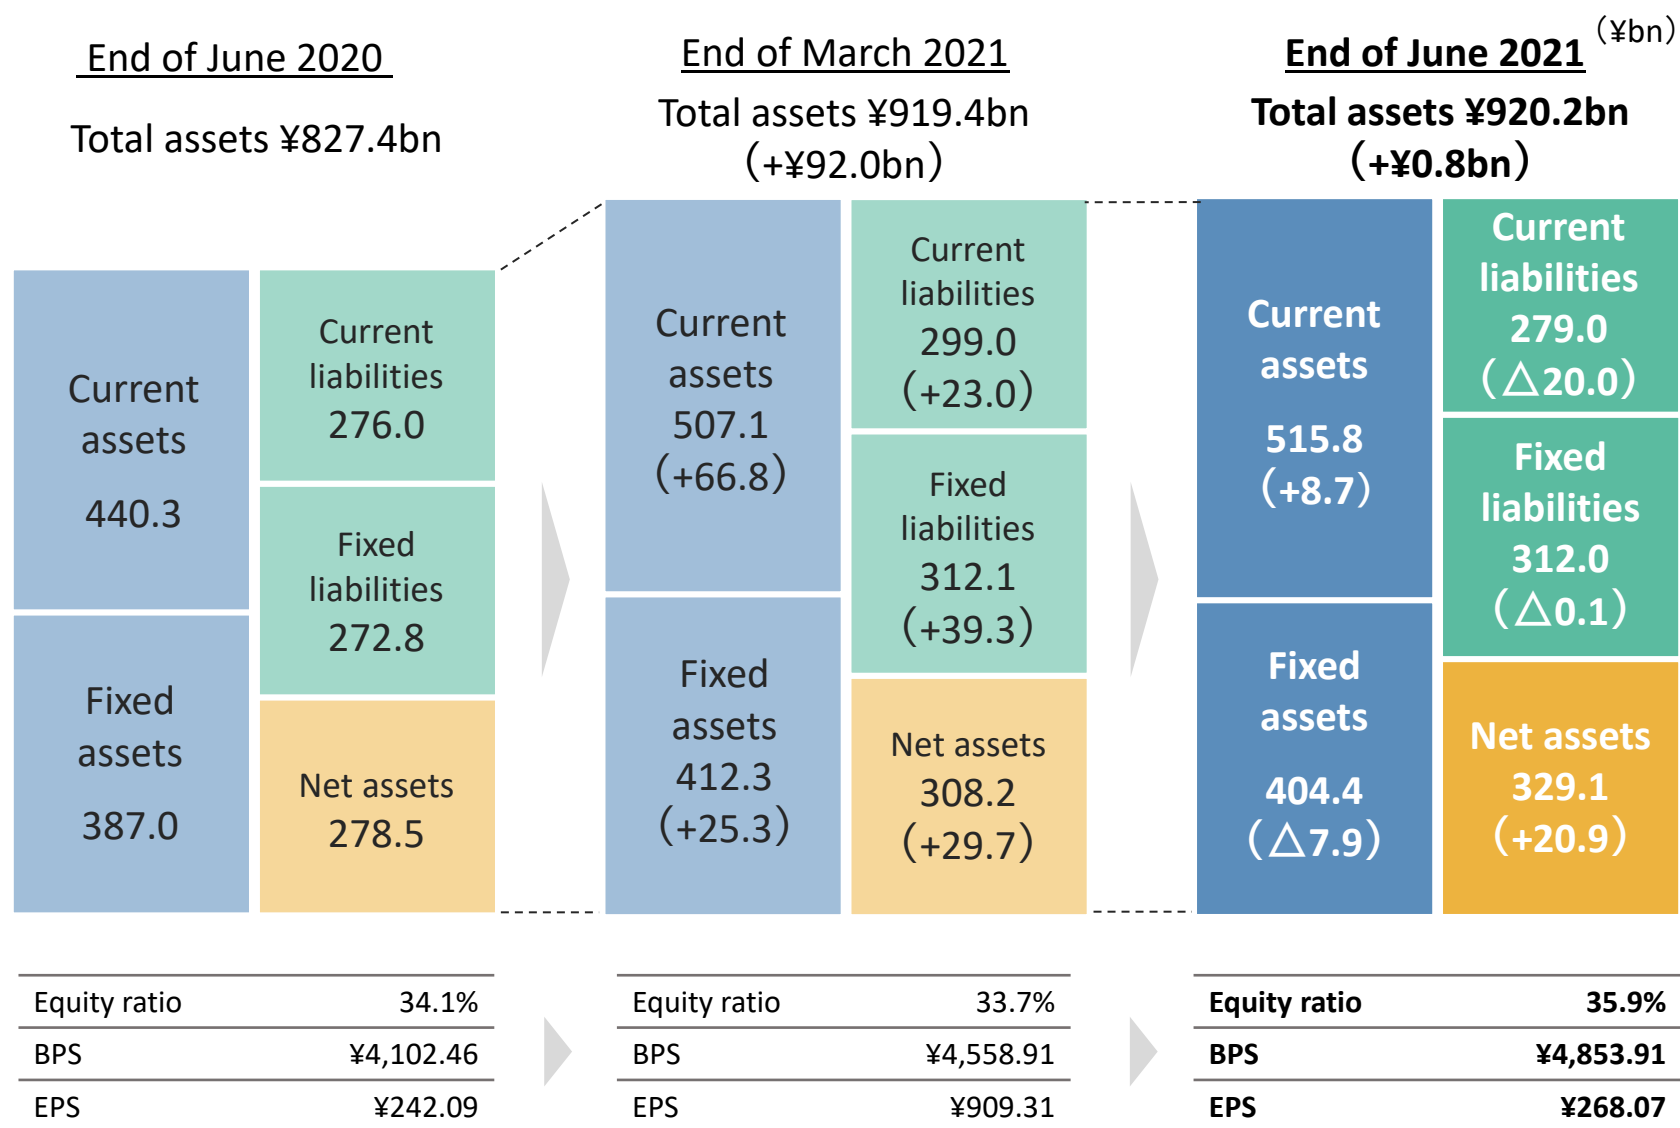 （¥bn）
End of June 2020
Total assets ¥827.4bn
Current
assets
440.3
Fixed
assets
387.0
Current
liabilities
276.0
Fixed
liabilities
272.8
Net assets
278.5
End of March 2021
Total assets ¥919.4bn
（+¥92.0bn）
Current
assets
507.1
（+66.8）
Fixed
assets
412.3
（+25.3）
Current
liabilities
299.0
（+23.0）
Fixed
liabilities
312.1
（+39.3）
Net assets
308.2
（+29.7）
End of June 2021
Total assets ¥920.2bn
（+¥0.8bn）
Current
assets
515.8
（+8.7）
Fixed
assets
404.4
（△7.9）
Current
liabilities
279.0
（△20.0）
Fixed
liabilities
312.0
（△0.1）
Net assets
329.1
（+20.9）
Equity ratio 34.1%
BPS ¥4,102.46
EPS ¥242.09
Equity ratio 33.7%
BPS ¥4,558.91
EPS ¥909.31
Equity ratio 35.9%
BPS ¥4,853.91
EPS ¥268.07